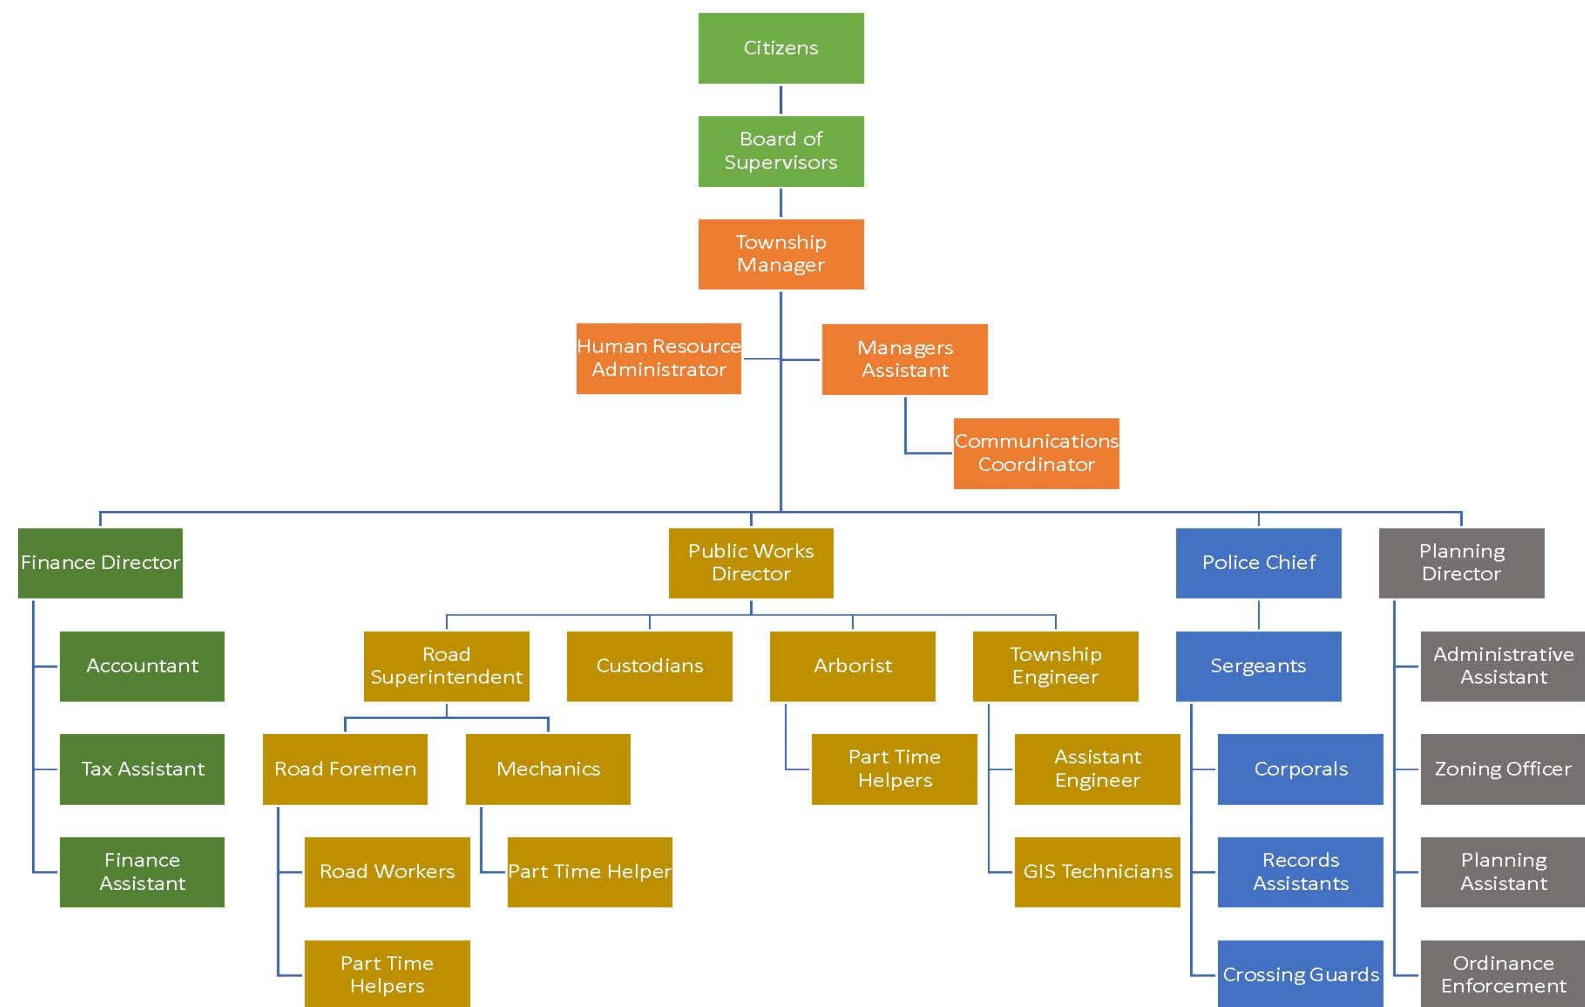 Citizens
Board of
Supervisors
Township
Manager
Human Resource
Administrator
Managers
Assistant
Communications
Coordinator
Finance Director
Public Works
Director
Police Chief
Planning
Director
Accountant
Road
Superintendent
Custodians
Arborist
Township
Engineer
Sergeants
Administrative
Assistant
Tax Assistant
Road Foremen
Mechanics
Part Time
Helpers
Assistant
Engineer
Corporals
Zoning Officer
Finance
Assistant
Road Workers
Part Time Helper
GIS Technicians
Records
Assistants
Planning
Assistant
Part Time
Helpers
Crossing Guards
Ordinance
Enforcement